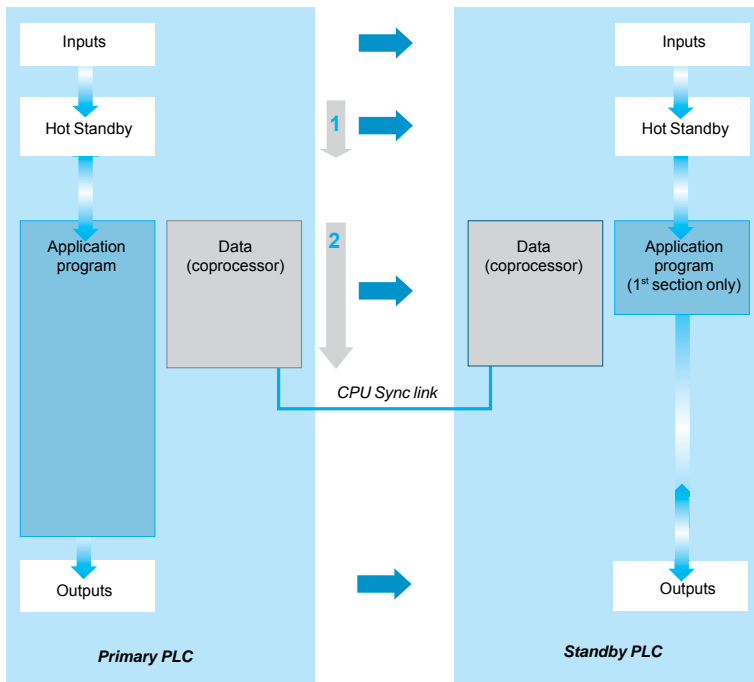 Inputs
Hot Standby
Application
program
Data
(coprocessor)
Outputs
Primary PLC
1
2
CPU Sync link
Inputs
Hot Standby
Data
(coprocessor)
Application
program
(1st section only)
Outputs
Standby PLC